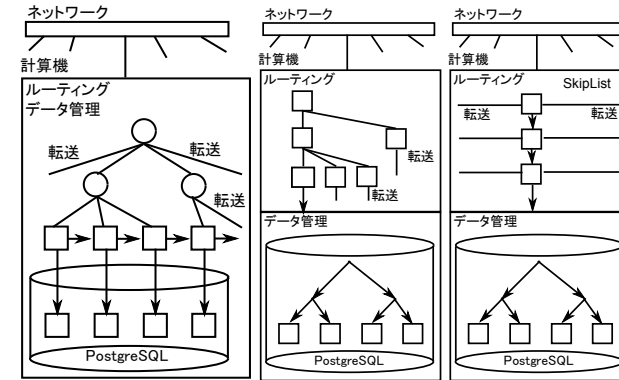 ネットワーク
計算機
ルーティング
データ管理
転送
転送
転送
PostgreSQL
ネットワーク
計算機
ルーティング
転送
転送
データ管理
PostgreSQL
ネットワーク
計算機
ルーティング
SkipList
転送
転送
データ管理
PostgreSQL